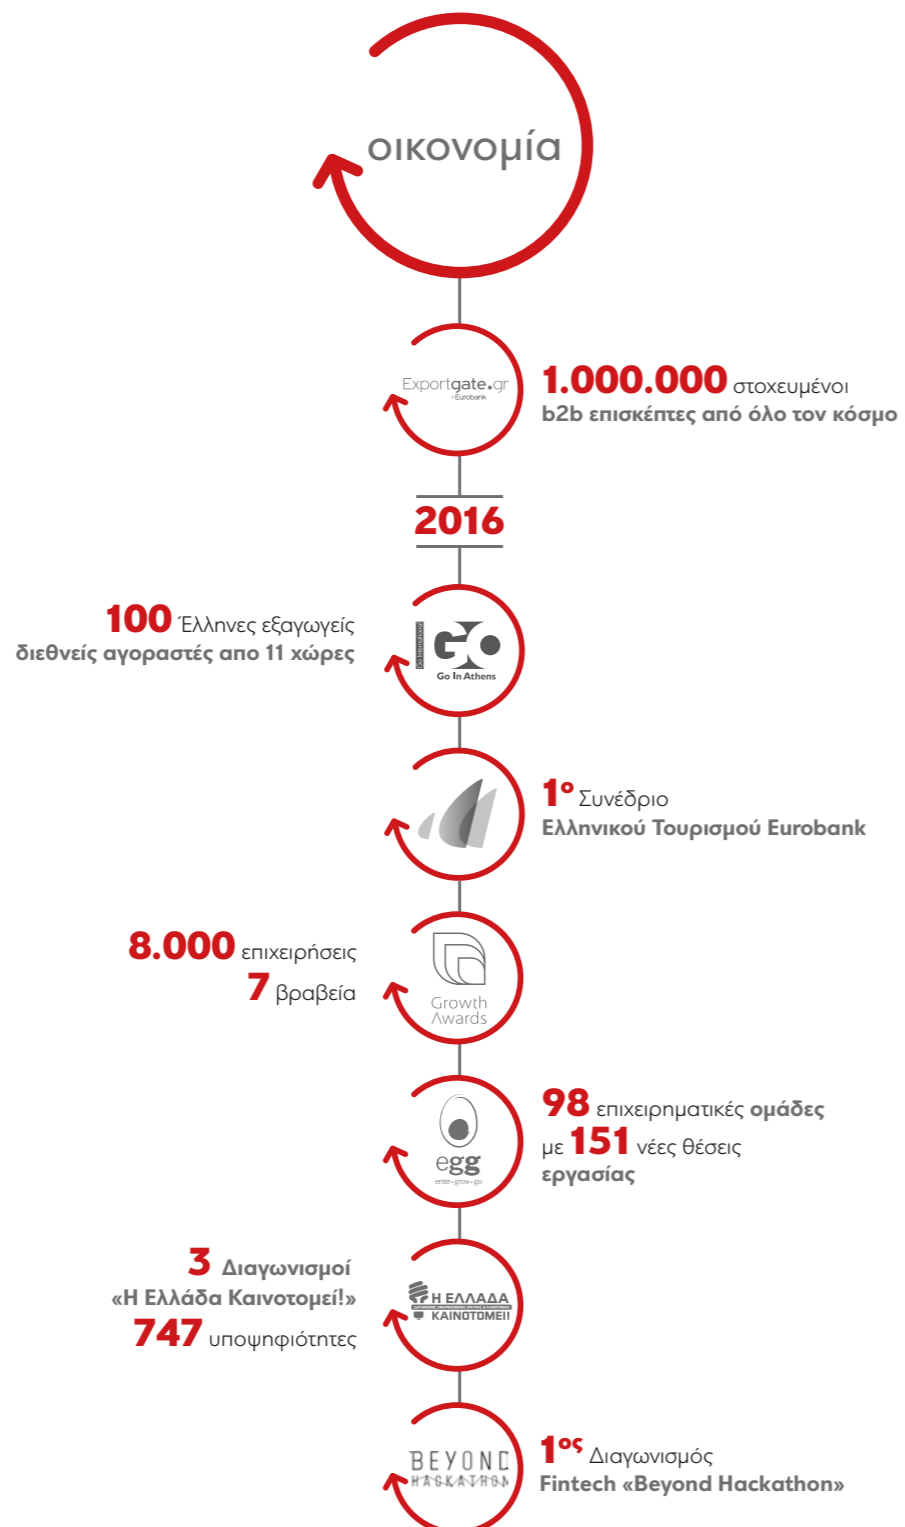 οικονομία
Exportgate.gr
- Eurobank
1.000.000 στοχευμένοι
b2b επισκέπτες από όλο τον κόσμο
2016
100 Έλληνες εξαγωγείς
διεθνείς αγοραστές απο 11 χώρες
Go International
GO
Go In Athens
1ο Συνέδριο
Ελληνικού Τουρισμού Eurobank
8.000 επιχειρήσεις
7 βραβεία
Growth
Awards
egg
enter•grow•go
98 επιχειρηματικές ομάδες
με 151 νέες θέσεις
εργασίας
3 Διαγωνισμοί
«Η Ελλάδα Καινοτομεί!»
747 υποψηφιότητες
Η ΕΛΛΑΔΑ
ΚΑΙΝΟΤΟΜΕΙ!
BEYOND
HACKATHON
1ος Διαγωνισμός
Fintech «Beyond Hackathon»